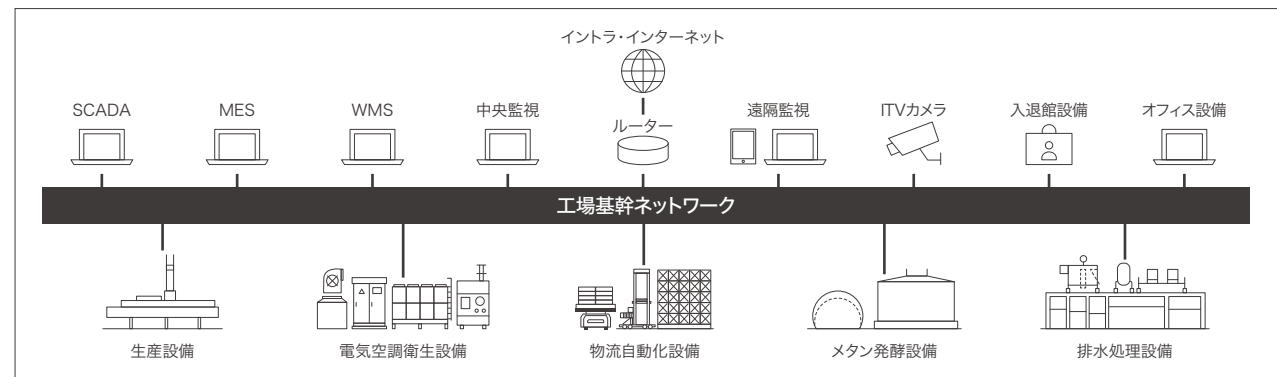 イントラ・インターネット
SCADA
MES
WMS
中央監視
ルーター
遠隔監視
ITVカメラ
入退館設備
オフィス設備
工場基幹ネットワーク
生産設備
電気空調衛生設備
物流自動化設備
メタン発酵設備
排水処理設備